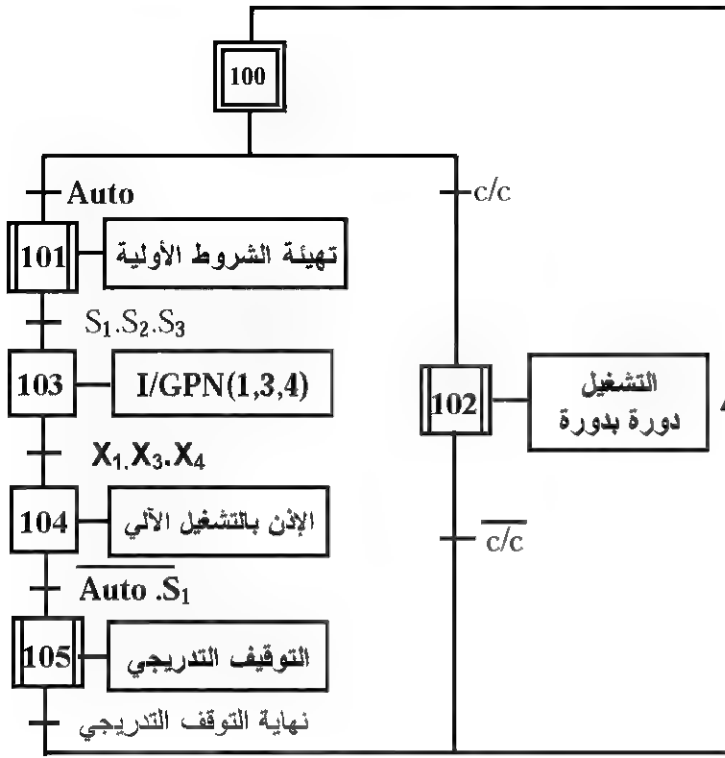 100
Auto
c/c
101
تهيئة الشروط الأولية
S₁.S₂.S₃
103
I/GPN(1,3,4)
102
التشغيل
دورة بدورة
X₁.X₃.X₄
104
الإذن بالتشغيل الآلي
c̅/̅c̅
A̅u̅t̅o̅ ̅.S₁
105
التوقيف التدريجي
نهاية التوقف التدريجي